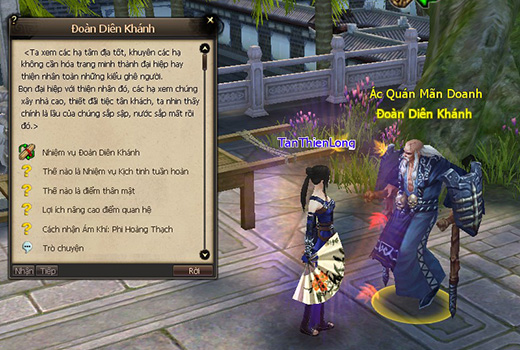 Đoàn Diên Khánh
<Ta xem các hạ tâm địa tốt, khuyên các hạ
không cần hóa trang minh thành đại hiệp hay
thiện nhân toàn những kiểu ghê người.
Bọn đại hiệp với thiện nhân đó, các hạ xem chúng
xây nhà cao, thiết đãi tiệc tân khách, ta nhìn thấy
chính là lầu của chúng sắp sập, nước sắp mất rồi
đó.>
Nhiệm vụ Đoàn Diên Khánh
Thế nào là Nhiệm vụ Kịch tình tuần hoàn
Thế nào là điểm thân mật
Lợi ích nâng cao điểm quan hệ
Cách nhận Ám Khí: Phi Hoàng Thạch
Trò chuyện
Nhận Tiếp Rời
Ác Quán Mãn Doanh
Đoàn Diên Khánh
TanThienLong